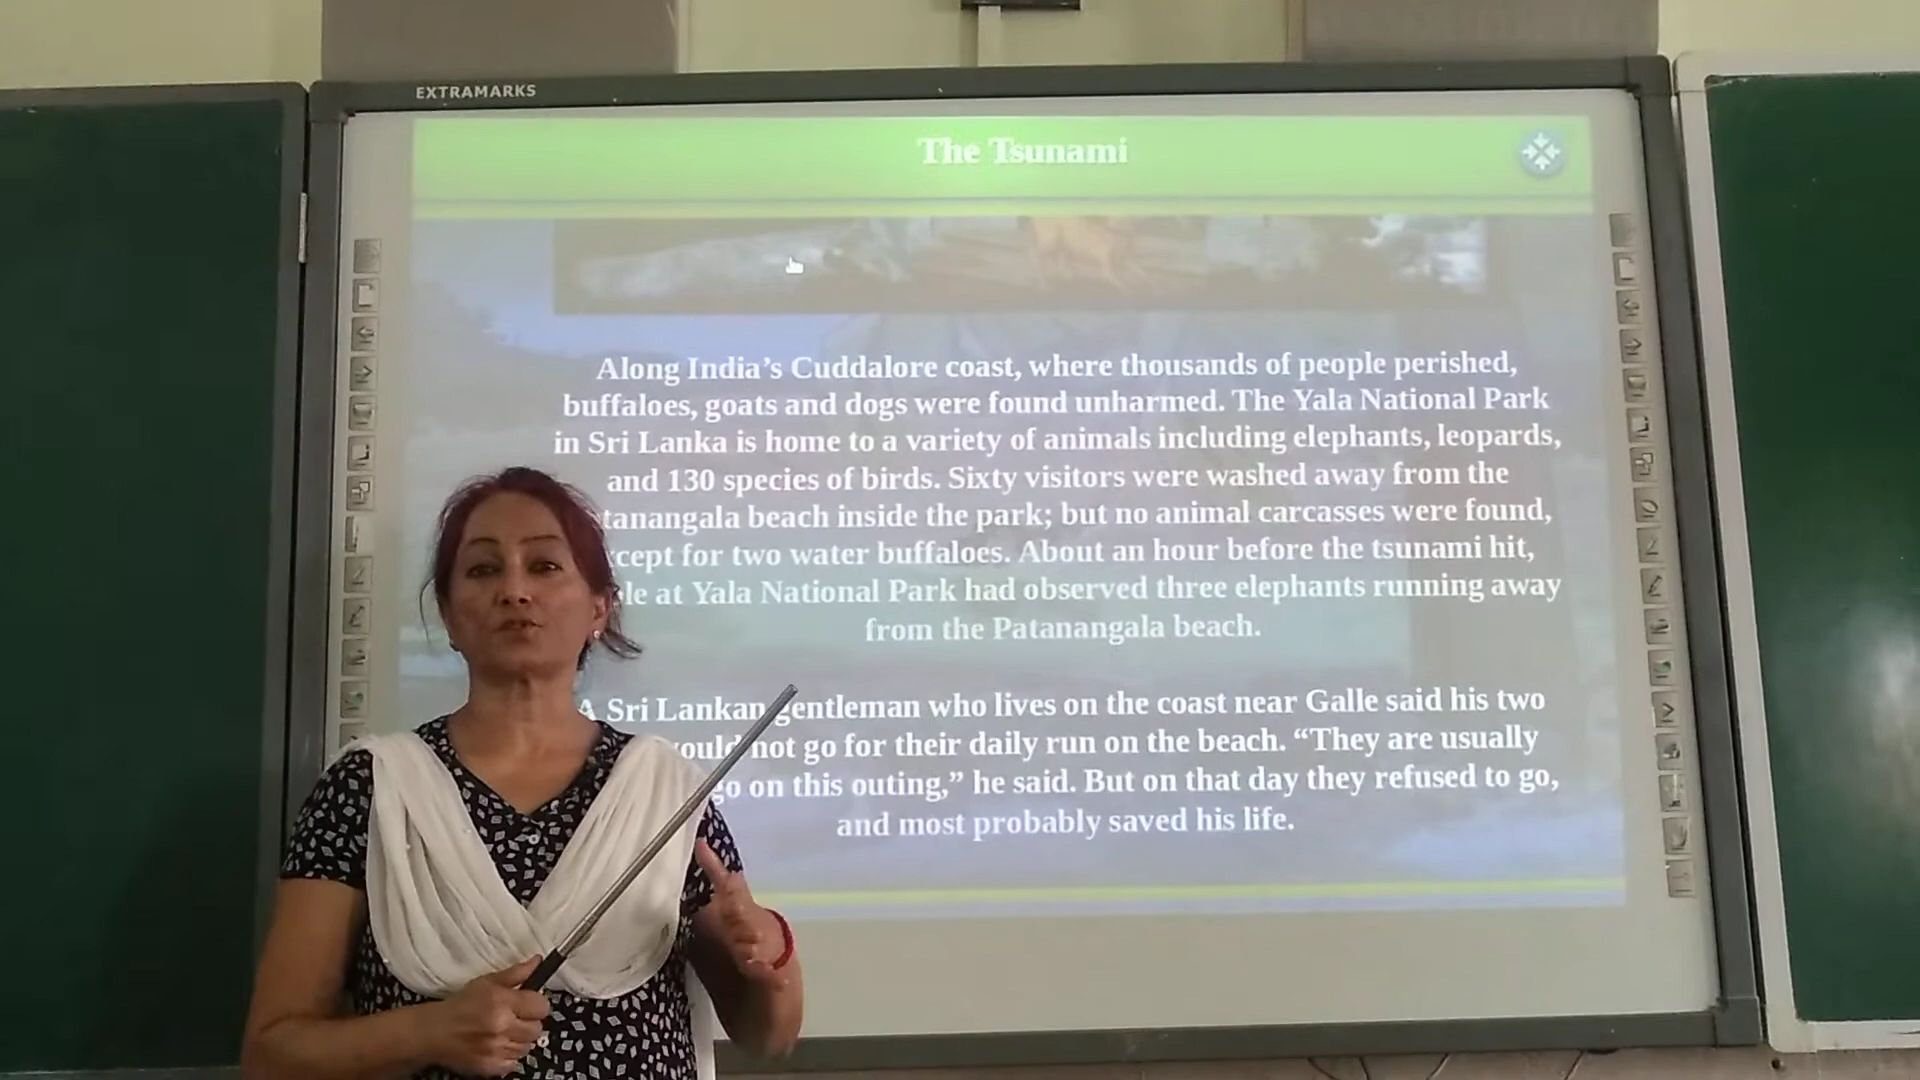 EXTRAMARKS
The Tsunami
Along India’s Cuddalore coast, where thousands of people perished,
buffaloes, goats and dogs were found unharmed. The Yala National Park
in Sri Lanka is home to a variety of animals including elephants, leopards,
and 130 species of birds. Sixty visitors were washed away from the
tanangala beach inside the park; but no animal carcasses were found,
cept for two water buffaloes. About an hour before the tsunami hit,
le at Yala National Park had observed three elephants running away
from the Patanangala beach.
A Sri Lankan gentleman who lives on the coast near Galle said his two
ould not go for their daily run on the beach. “They are usually
go on this outing,” he said. But on that day they refused to go,
and most probably saved his life.